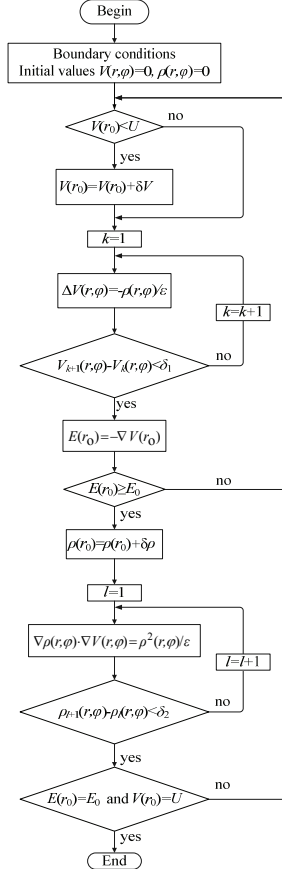 Begin
Boundary conditions
Initial values V(r,φ)=0, ρ(r,φ)=0
V(r₀)<U
no
yes
V(r₀)=V(r₀)+δV
k=1
ΔV(r,φ)=-ρ(r,φ)/ε
k=k+1
Vₖ₊₁(r,φ)-Vₖ(r,φ)<δ₁
no
yes
E(r₀)=−∇V(r₀)
E(r₀)≥E₀
no
yes
ρ(r₀)=ρ(r₀)+δρ
l=1
∇ρ(r,φ)·∇V(r,φ)=ρ²(r,φ)/ε
l=l+1
ρₗ₊₁(r,φ)-ρₗ(r,φ)<δ₂
no
yes
E(r₀)=E₀ and V(r₀)=U
no
yes
End